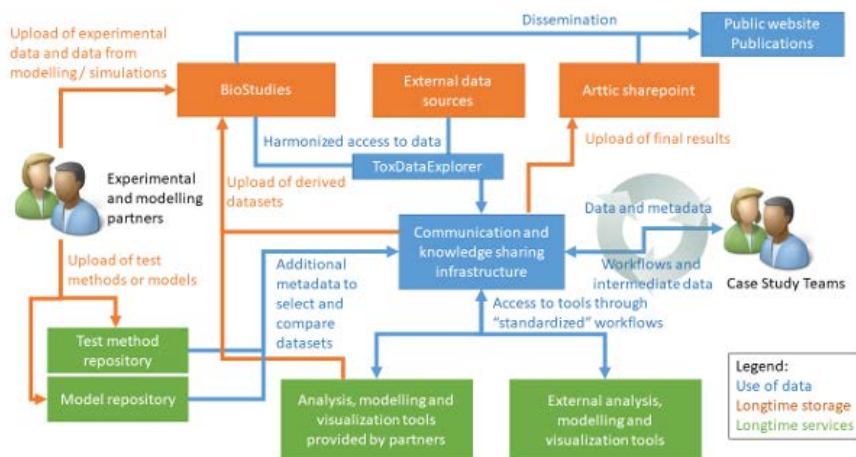 Dissemination
Public website
Publications
Upload of experimental
data and data from
modelling/ simulations
BioStudies
External data
sources
Arttic sharepoint
Harmonized access to data
Upload of final results
ToxDataExplorer
Experimental
and modelling
partners
Upload of derived
datasets
Communication and
knowledge sharing
infrastructure
Data and metadata
Workflows and
intermediate data
Case Study Teams
Upload of test
methods or models
Additional
metadata to
select and
compare
datasets
Access to tools through
“standardized” workflows
Test method
repository
Model repository
Analysis, modelling and
visualization tools
provided by partners
External analysis,
modelling and
visualization tools
Legend:
Use of data
Longtime storage
Longtime services